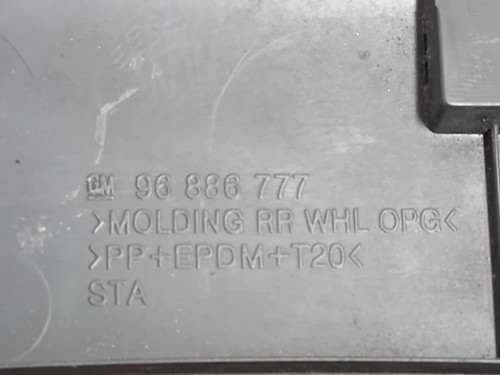 GM 96 886 777
>MOLDING RR WHL OPG<
>PP+EPDM+T20<
STA